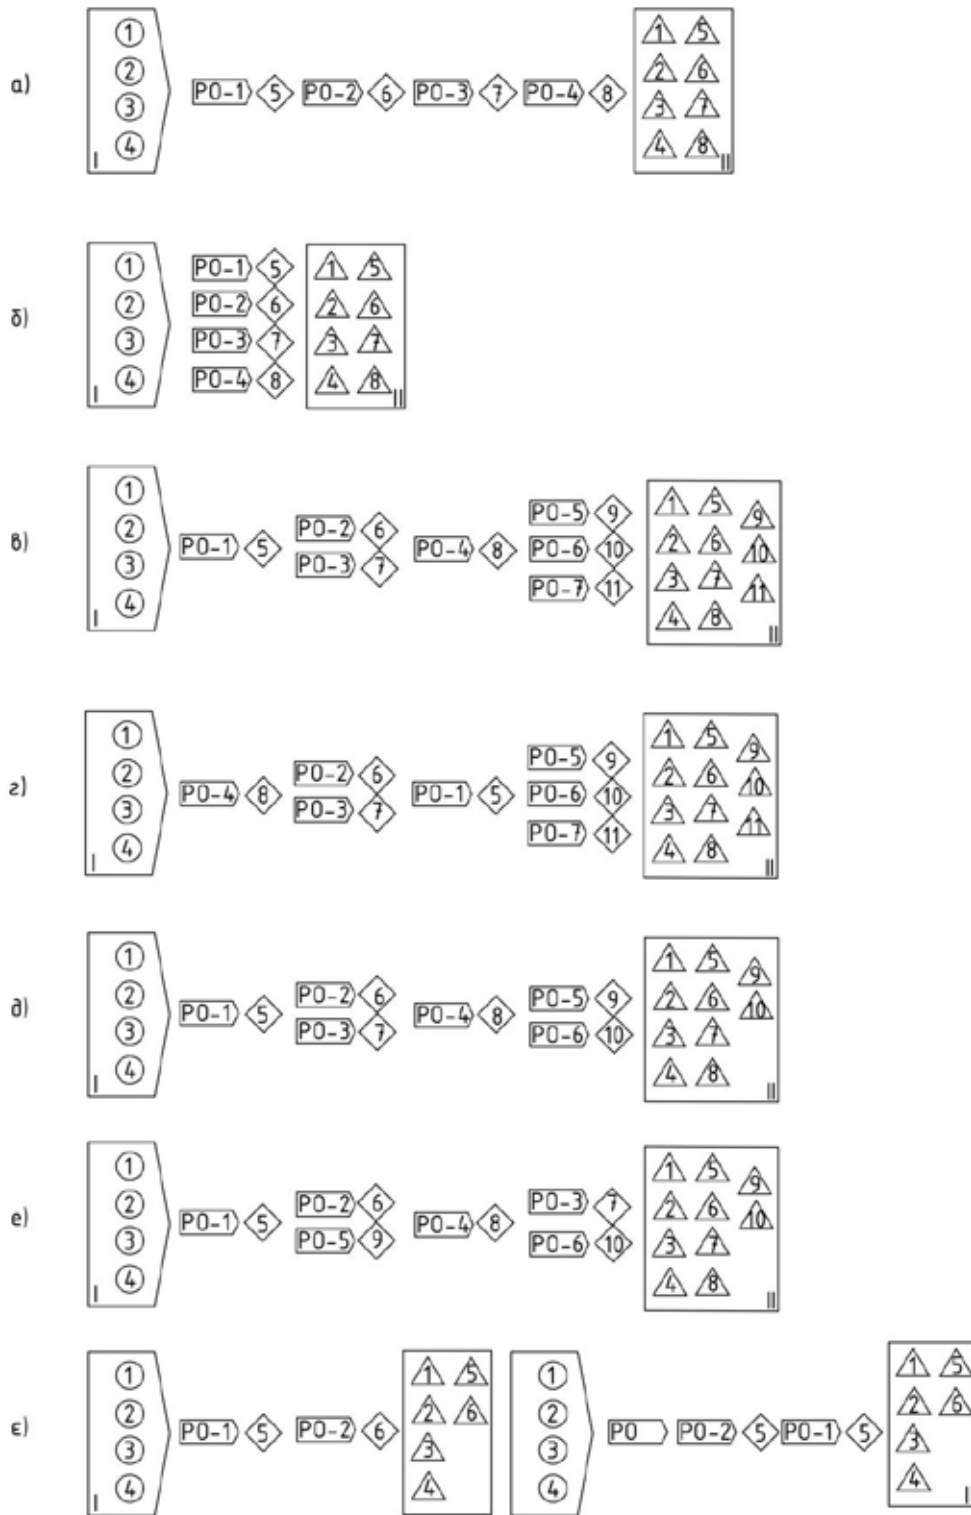 1 1 5
2 2 6
а) РО-1 5 РО-2 6 РО-3 7 РО-4 8
3 3 7
4 4 8
I II
1 РО-1 5 1 5
2 РО-2 6 2 6
б)
3 РО-3 7 3 7
4 РО-4 8 4 8
I II
1 1 5
2 РО-2 6 РО-5 9 2 6 9
в) РО-1 5 РО-4 8 РО-6 10 10
3 РО-3 7 РО-7 11 3 7 11
4 4 8
I II
1 1 5
2 РО-2 6 РО-5 9 2 6 9
г) РО-4 8 РО-1 5 РО-6 10 10
3 РО-3 7 РО-7 11 3 7 11
4 4 8
I II
1 1 5 9
2 РО-2 6 РО-5 9 2 6 10
д) РО-1 5 РО-4 8
3 РО-3 7 РО-6 10 3 7
4 4 8
I II
1 1 5 9
2 РО-2 6 РО-3 7 2 6 10
е) РО-1 5 РО-4 8
3 РО-5 9 РО-6 10 3 7
4 4 8
I II
1 1 5 1 1 5
2 2 6 2 2 6
є) РО-1 5 РО-2 6 РО РО-2 5 РО-1 5
3 3 3 3
4 4 4 4
I I